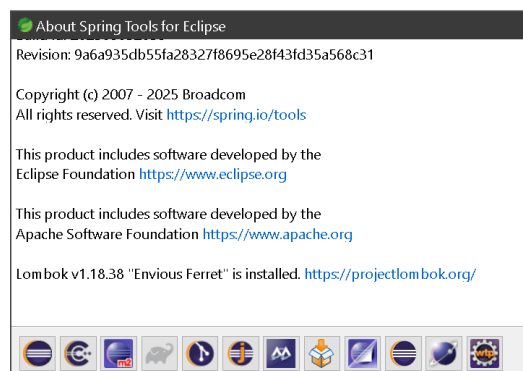 About Spring Tools for Eclipse
Revision: 9a6a935db55fa28327f8695e28f43fd35a568c31
Copyright (c) 2007 - 2025 Broadcom
All rights reserved. Visit https://spring.io/tools
This product includes software developed by the
Eclipse Foundation https://www.eclipse.org
This product includes software developed by the
Apache Software Foundation https://www.apache.org
Lombok v1.18.38 "Envious Ferret" is installed. https://projectlombok.org/
m2
wtp